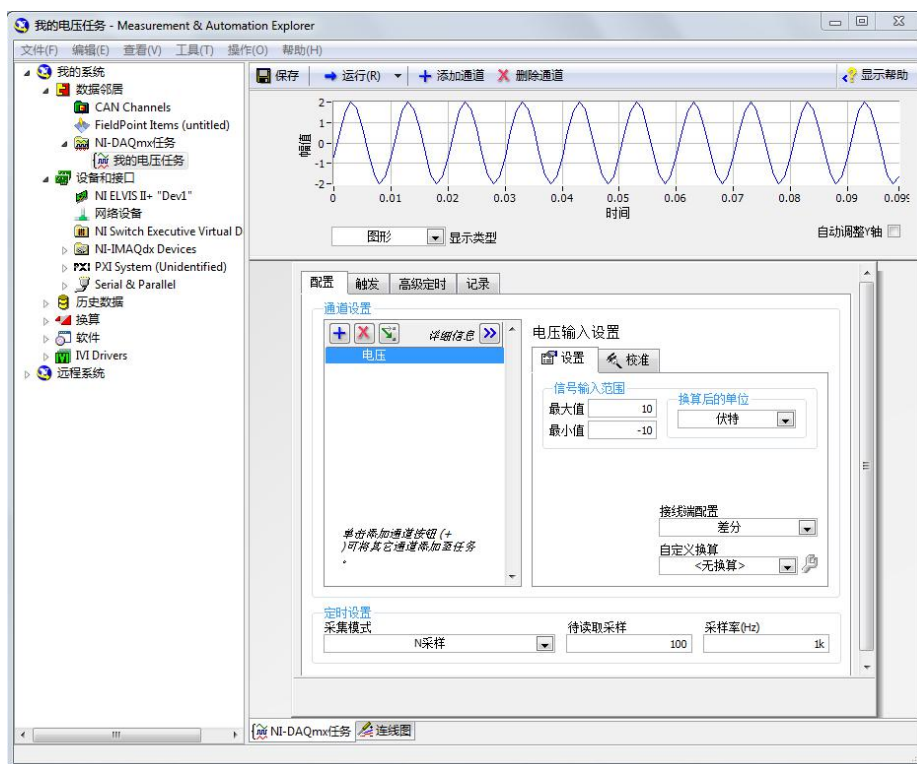 我的电压任务 - Measurement & Automation Explorer
文件(F) 编辑(E) 查看(V) 工具(T) 操作(O) 帮助(H)
我的系统
数据邻居
CAN Channels
FieldPoint Items (untitled)
NI-DAQmx任务
我的电压任务
设备和接口
NI ELVIS II+ "Dev1"
网络设备
NI Switch Executive Virtual D
NI-IMAQdx Devices
PXI PXI System (Unidentified)
Serial & Parallel
历史数据
换算
软件
IVI Drivers
远程系统
保存 运行(R) 添加通道 删除通道 显示帮助
2
1
0
-1
-2
幅值
0 0.01 0.02 0.03 0.04 0.05 0.06 0.07 0.08 0.09 0.099
时间
图形 显示类型 自动调整Y轴
配置 触发 高级定时 记录
通道设置
详细信息
电压
单击添加通道按钮(+
)可将其它通道添加至任务
。
电压输入设置
设置 校准
信号输入范围
最大值 10
最小值 -10
换算后的单位
伏特
接线端配置
差分
自定义换算
<无换算>
定时设置
采集模式 待读取采样 采样率(Hz)
N采样 100 1k
NI-DAQmx任务 连线图